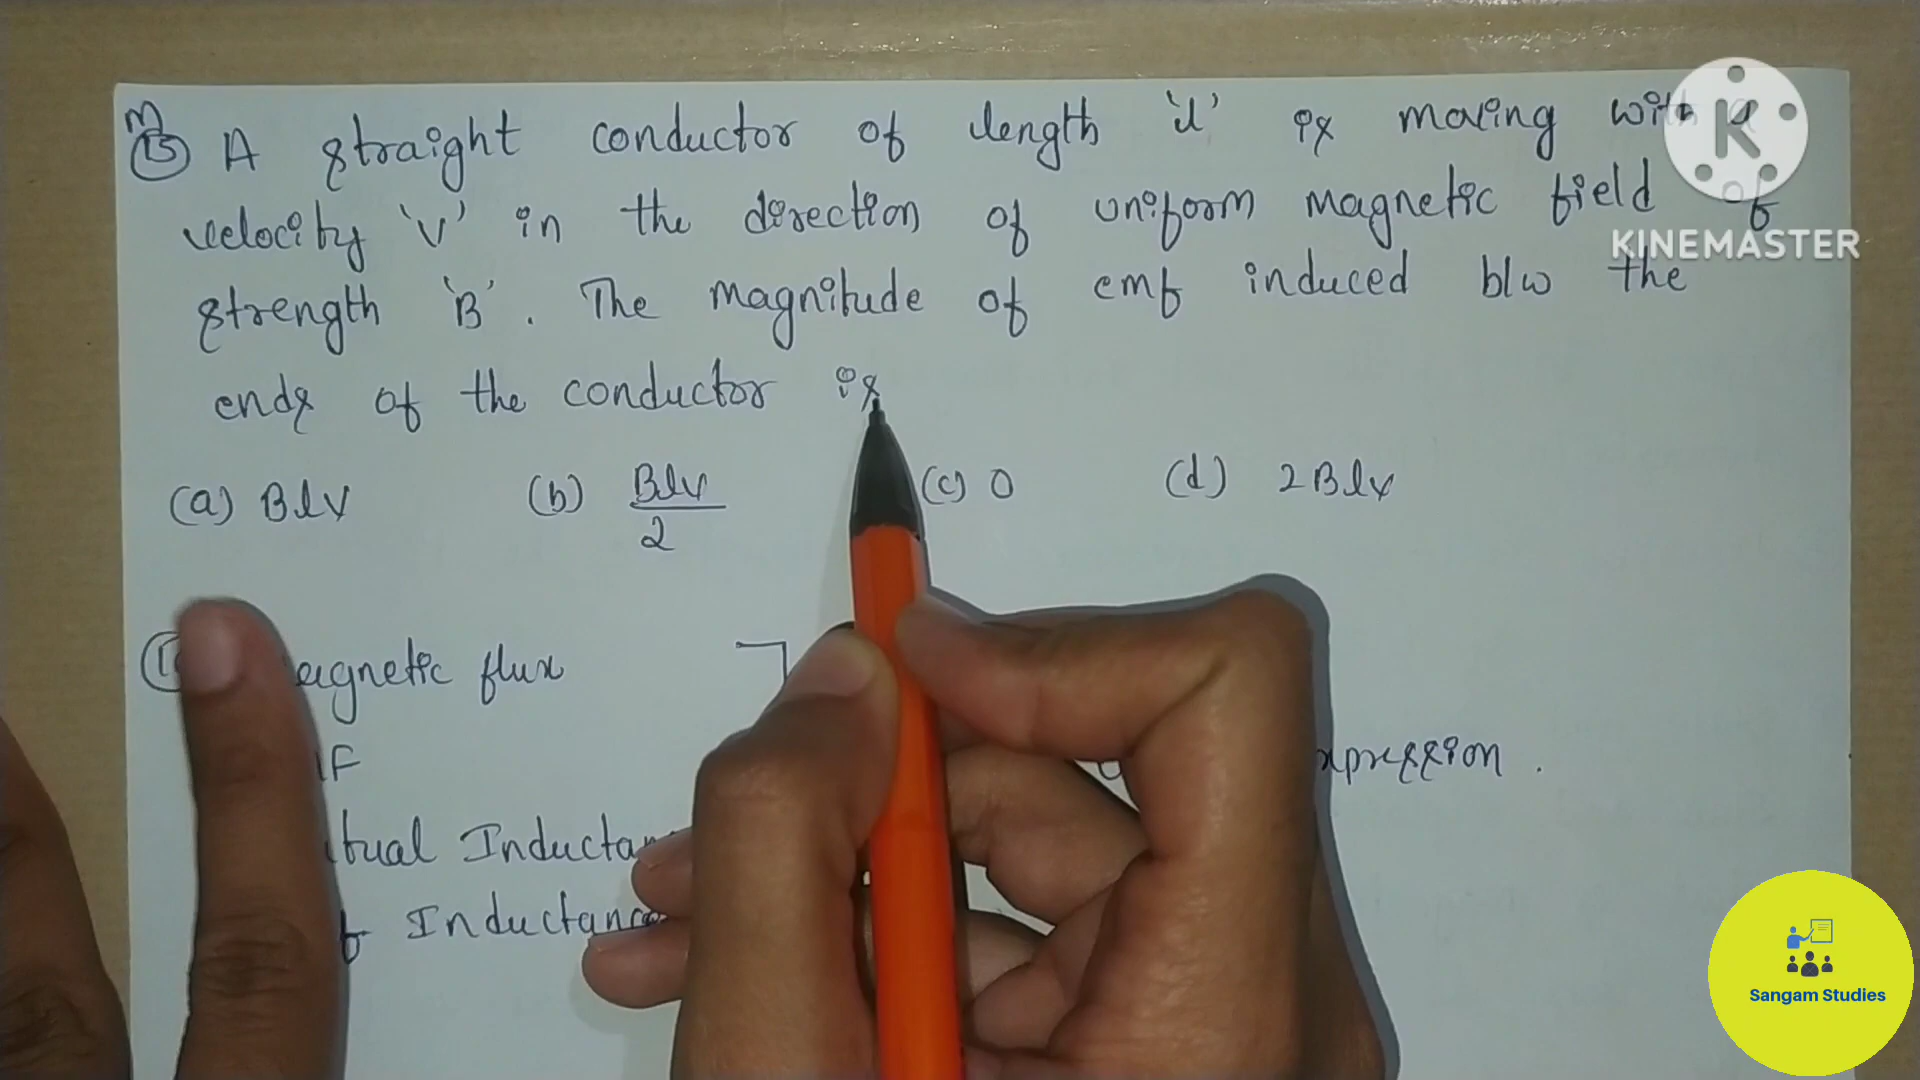 M
(15) A straight conductor of length 'l' is moving with a
velocity 'v' in the direction of uniform magnetic field of
strength 'B'. The magnitude of emf induced b/w the
ends of the conductor is
(a) Blv (b) Blv/2 (c) 0 (d) 2Blv
agnetic flux
xpression.
tual Inductan
f Inductance
KINEMASTER
Sangam Studies